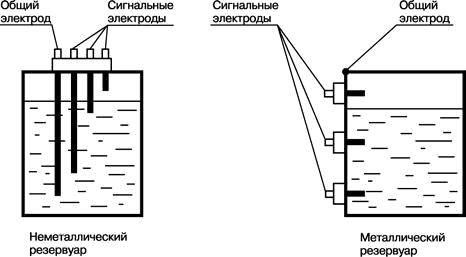 Общий
электрод
Сигнальные
электроды
Сигнальные
электроды
Общий
электрод
Неметаллический
резервуар
Металлический
резервуар